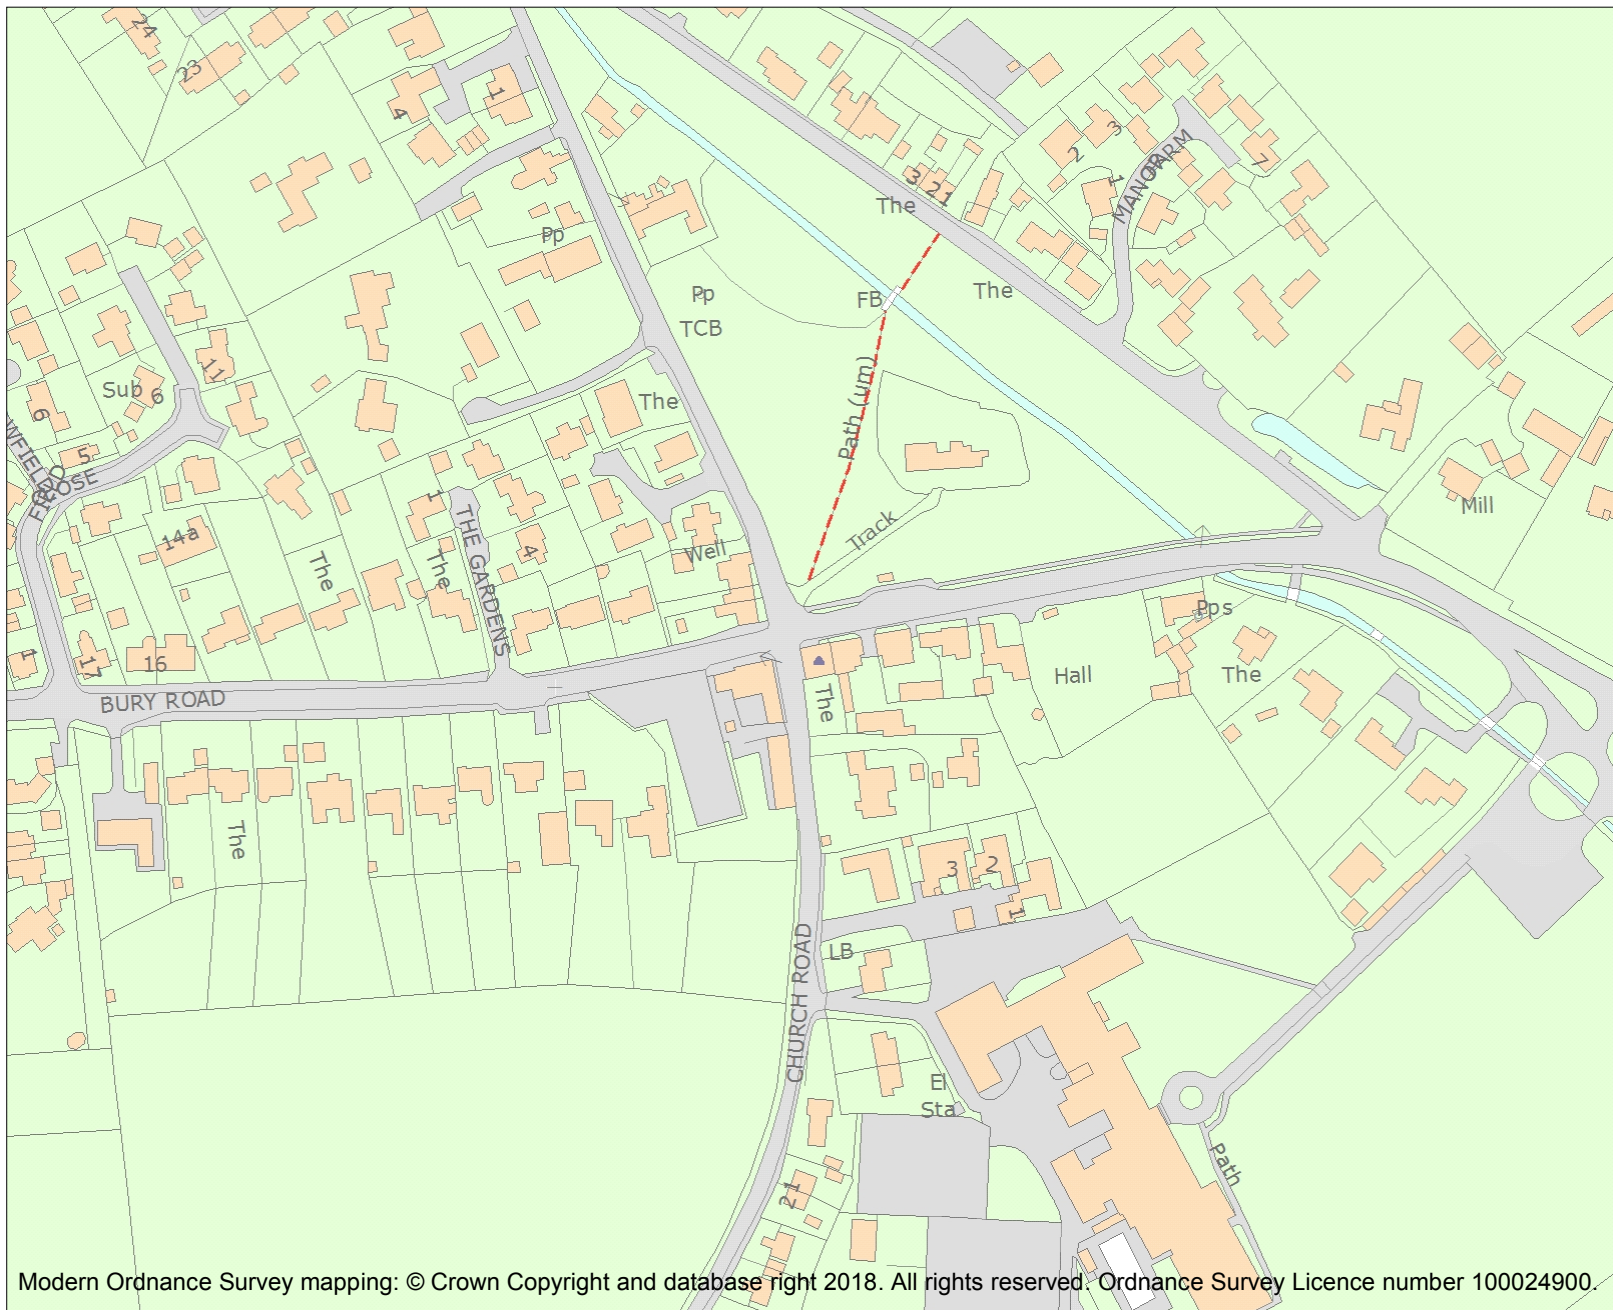 24
23
4
1
Pp
3 2 1
The
2
3
1
MANOR
FARM
7
The
FB
Pp
TCB
Path (um)
The
Sub
6
11
6
5
CLOSE
14a
The
1
The
THE GARDENS
4
Well
Track
Mill
1
17
16
BURY ROAD
The
The
Hall
Pps
The
3
2
1
LB
CHURCH ROAD
El
Sta
Path
1
2
Modern Ordnance Survey mapping: © Crown Copyright and database right 2018. All rights reserved. Ordnance Survey Licence number 100024900.